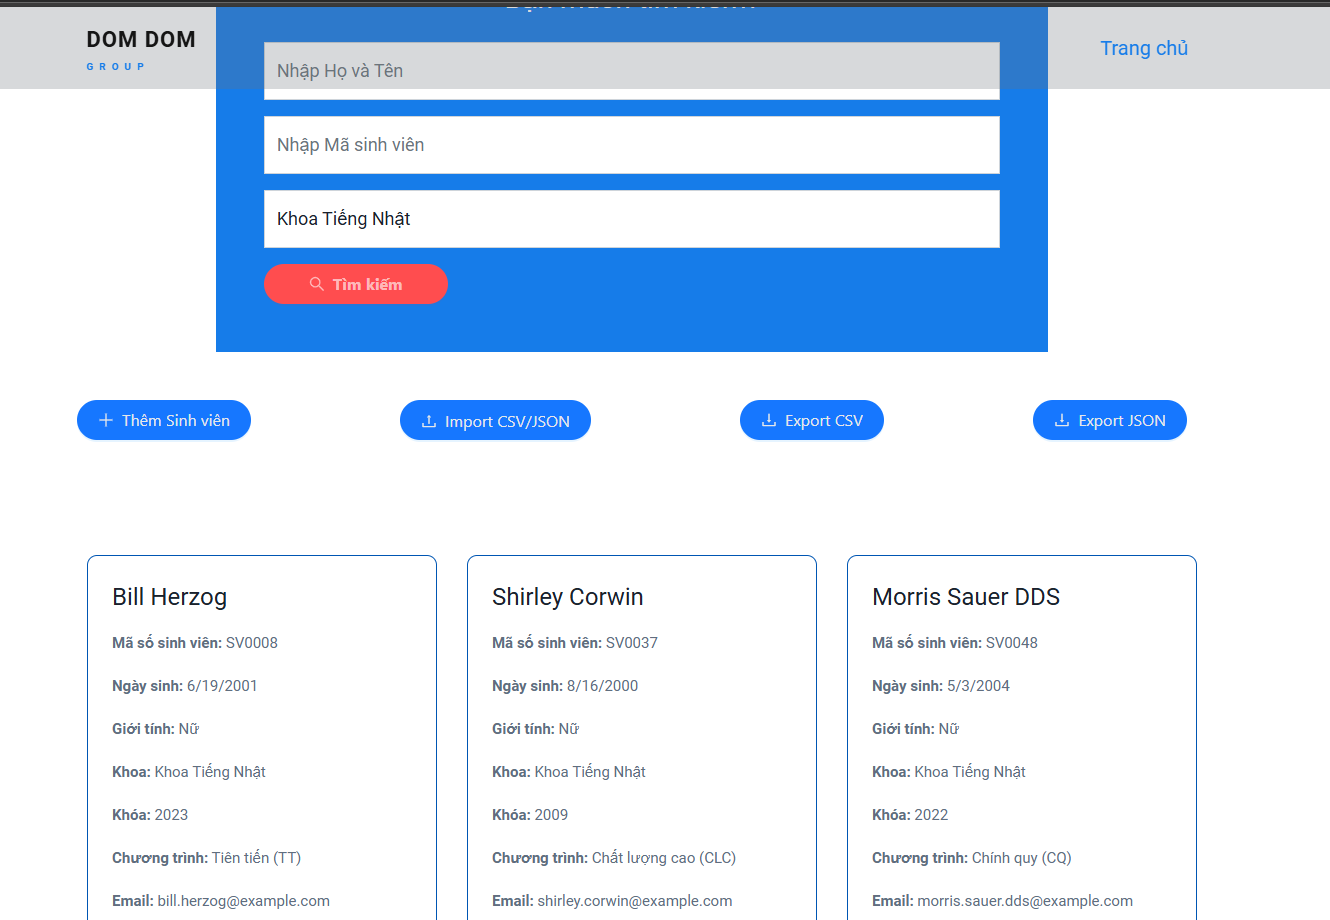 DOM DOM
GROUP
Trang chủ
Nhập Họ và Tên
Nhập Mã sinh viên
Khoa Tiếng Nhật
Tìm kiếm
Thêm Sinh viên
Import CSV/JSON
Export CSV
Export JSON
Bill Herzog
Mã số sinh viên: SV0008
Ngày sinh: 6/19/2001
Giới tính: Nữ
Khoa: Khoa Tiếng Nhật
Khóa: 2023
Chương trình: Tiên tiến (TT)
Email: bill.herzog@example.com
Shirley Corwin
Mã số sinh viên: SV0037
Ngày sinh: 8/16/2000
Giới tính: Nữ
Khoa: Khoa Tiếng Nhật
Khóa: 2009
Chương trình: Chất lượng cao (CLC)
Email: shirley.corwin@example.com
Morris Sauer DDS
Mã số sinh viên: SV0048
Ngày sinh: 5/3/2004
Giới tính: Nữ
Khoa: Khoa Tiếng Nhật
Khóa: 2022
Chương trình: Chính quy (CQ)
Email: morris.sauer.dds@example.com